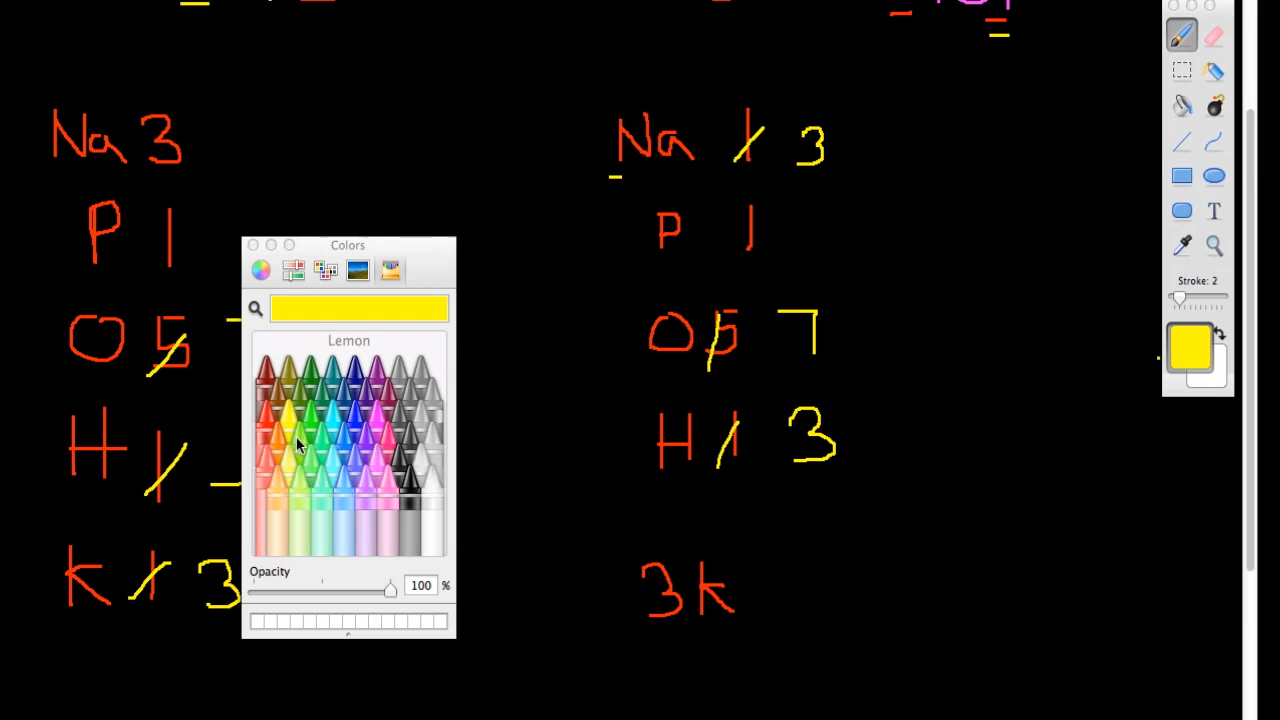 Na 3
P 1
O 5
H 1
K 1 3
Na 1 3
P 1
O 5 7
H 1 3
3K
Colors
Lemon
Opacity
100 %
T
Stroke: 2